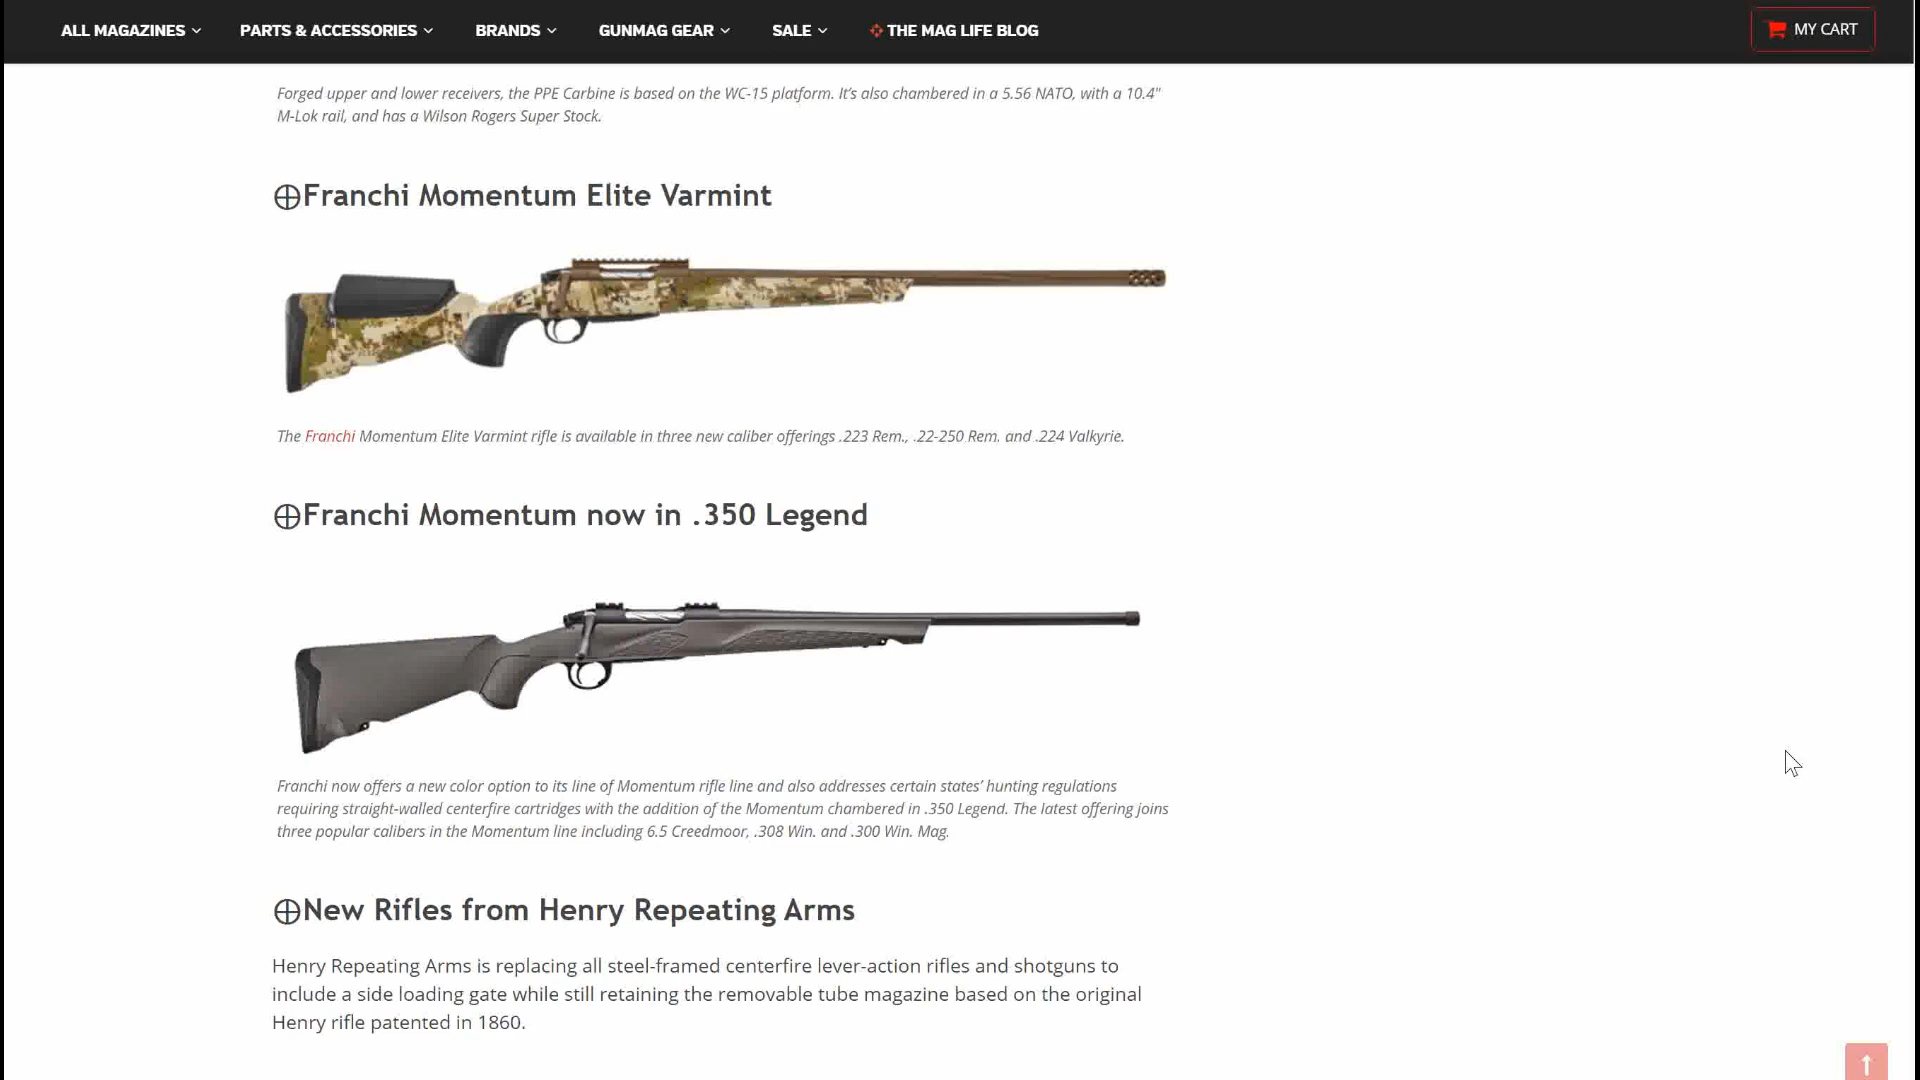 ALL MAGAZINES PARTS & ACCESSORIES BRANDS GUNMAG GEAR SALE THE MAG LIFE BLOG MY CART
Forged upper and lower receivers, the PPE Carbine is based on the WC-15 platform. It’s also chambered in a 5.56 NATO, with a 10.4"
M-Lok rail, and has a Wilson Rogers Super Stock.
Franchi Momentum Elite Varmint
The Franchi Momentum Elite Varmint rifle is available in three new caliber offerings .223 Rem., .22-250 Rem. and .224 Valkyrie.
Franchi Momentum now in .350 Legend
Franchi now offers a new color option to its line of Momentum rifle line and also addresses certain states’ hunting regulations
requiring straight-walled centerfire cartridges with the addition of the Momentum chambered in .350 Legend. The latest offering joins
three popular calibers in the Momentum line including 6.5 Creedmoor, .308 Win. and .300 Win. Mag.
New Rifles from Henry Repeating Arms
Henry Repeating Arms is replacing all steel-framed centerfire lever-action rifles and shotguns to
include a side loading gate while still retaining the removable tube magazine based on the original
Henry rifle patented in 1860.